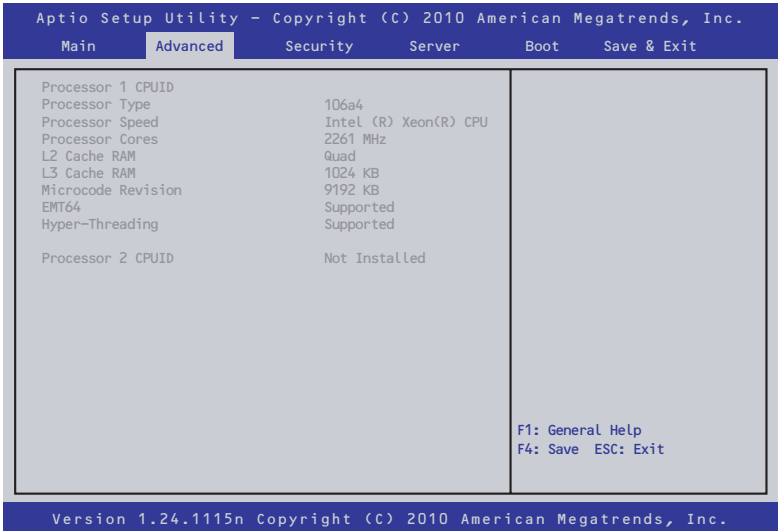 Aptio Setup Utility – Copyright (C) 2010 American Megatrends, Inc.
Main Advanced Security Server Boot Save & Exit
Processor 1 CPUID
Processor Type 106a4
Processor Speed Intel (R) Xeon(R) CPU
Processor Cores 2261 MHz
L2 Cache RAM Quad
L3 Cache RAM 1024 KB
Microcode Revision 9192 KB
EMT64 Supported
Hyper-Threading Supported
Processor 2 CPUID Not Installed
F1: General Help
F4: Save ESC: Exit
Version 1.24.1115n Copyright (C) 2010 American Megatrends, Inc.